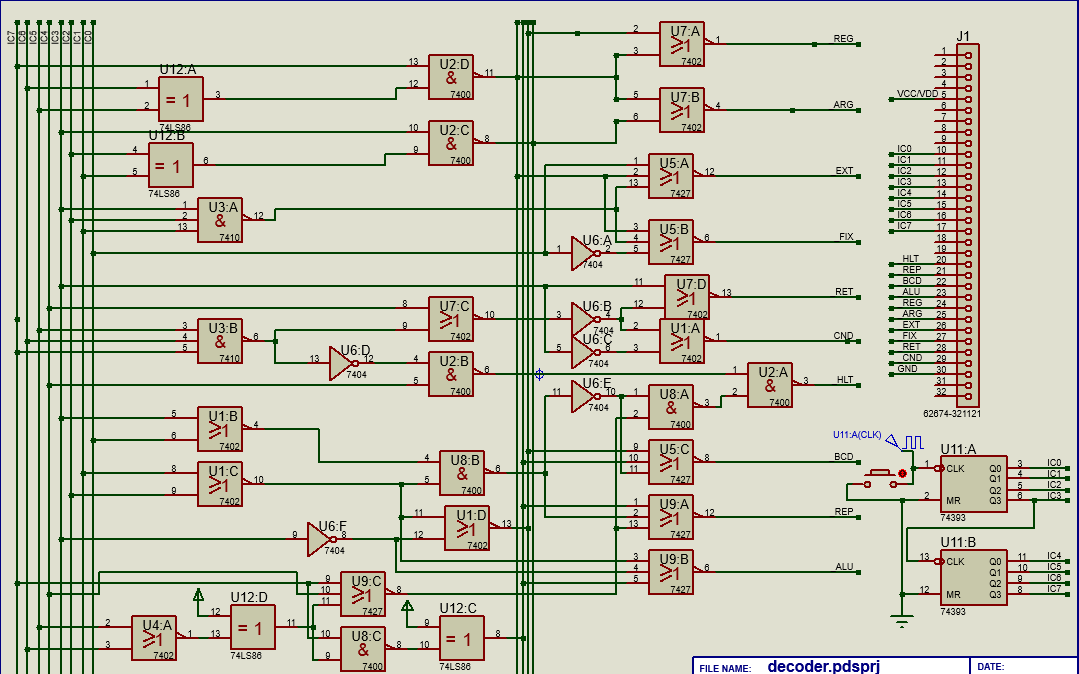 IC7 IC6 IC5 IC4 IC3 IC2 IC1 IC0
U12:A
1
2
3
= 1
74LS86
U12:B
4
5
6
= 1
74LS86
U3:A
1
2
13
12
&
7410
U2:D
13
12
11
&
7400
U2:C
10
9
8
&
7400
U7:A
2
3
1
≥1
7402
REG
U7:B
5
6
4
≥1
7402
ARG
U5:A
1
2
13
12
≥1
7427
EXT
U5:B
3
4
5
6
≥1
7427
FIX
U6:A
1
2
7404
U7:D
11
12
13
≥1
7402
RET
U6:B
3
4
7404
U6:C
5
6
7404
U1:A
2
3
1
≥1
7402
CND
U7:C
8
9
10
≥1
7402
U3:B
3
4
5
6
&
7410
U6:D
13
12
7404
U2:B
4
5
6
&
7400
U2:A
1
2
3
&
7400
HLT
U6:E
11
10
7404
U8:A
1
2
3
&
7400
U1:B
5
6
4
≥1
7402
U1:C
8
9
10
≥1
7402
U8:B
4
5
6
&
7400
U5:C
9
10
11
8
≥1
7427
BCD
U1:D
11
12
13
≥1
7402
U9:A
1
2
13
12
≥1
7427
REP
U6:F
9
8
7404
U9:B
3
4
5
6
≥1
7427
ALU
U9:C
9
10
11
8
≥1
7427
U4:A
2
3
1
≥1
7402
U12:D
12
13
11
= 1
74LS86
U8:C
10
9
8
&
7400
U12:C
9
10
8
= 1
74LS86
J1
1
2
3
4
VCC/VDD 5
6
7
8
9
IC0 10
IC1 11
IC2 12
IC3 13
IC4 14
IC5 15
IC6 16
IC7 17
18
19
HLT 20
REP 21
BCD 22
ALU 23
REG 24
ARG 25
EXT 26
FIX 27
RET 28
CND 29
GND 30
31
32
62674-321121
U11:A(CLK)
U11:A
1 CLK Q0 3 IC0
Q1 4 IC1
Q2 5 IC2
2 MR Q3 6 IC3
74393
U11:B
13 CLK Q0 11 IC4
Q1 10 IC5
Q2 9 IC6
12 MR Q3 8 IC7
74393
FILE NAME: decoder.pdsprj DATE: